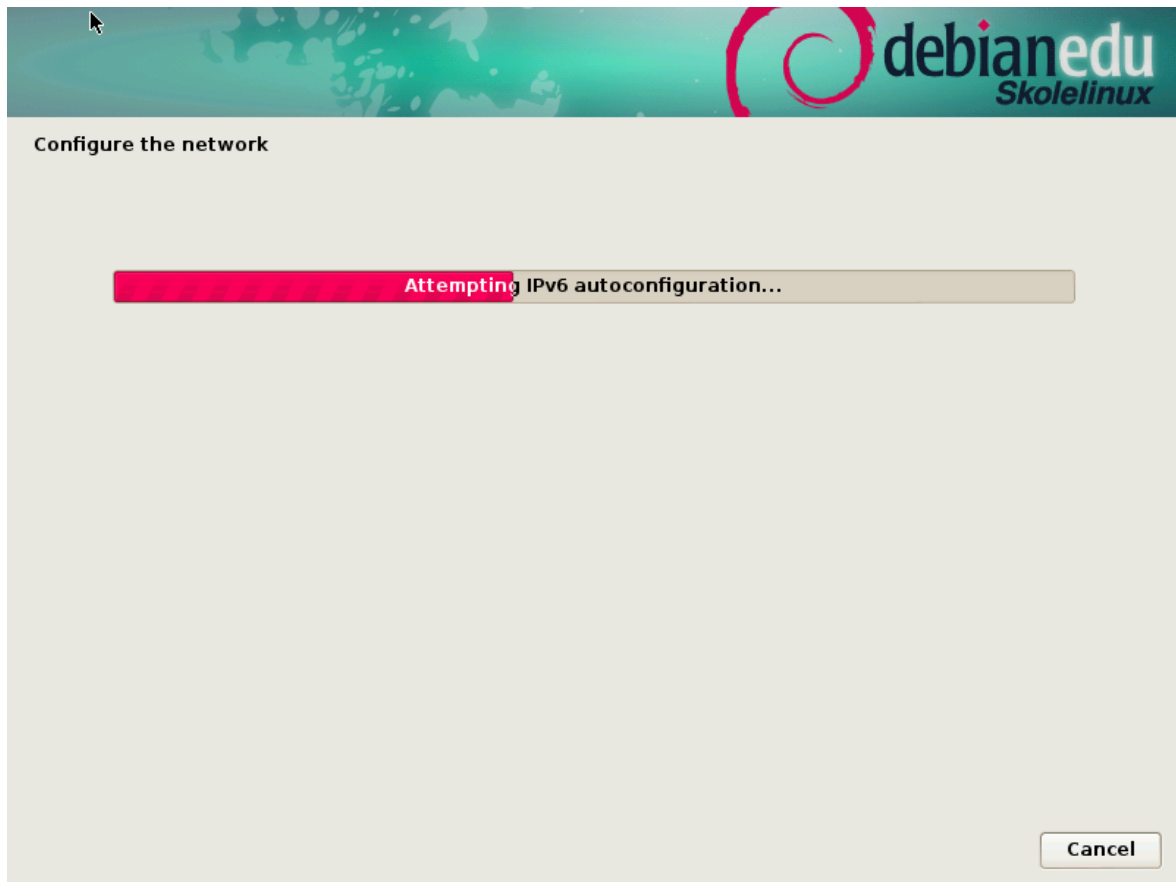 debianedu
Skolelinux
Configure the network
Attempting IPv6 autoconfiguration...
Cancel